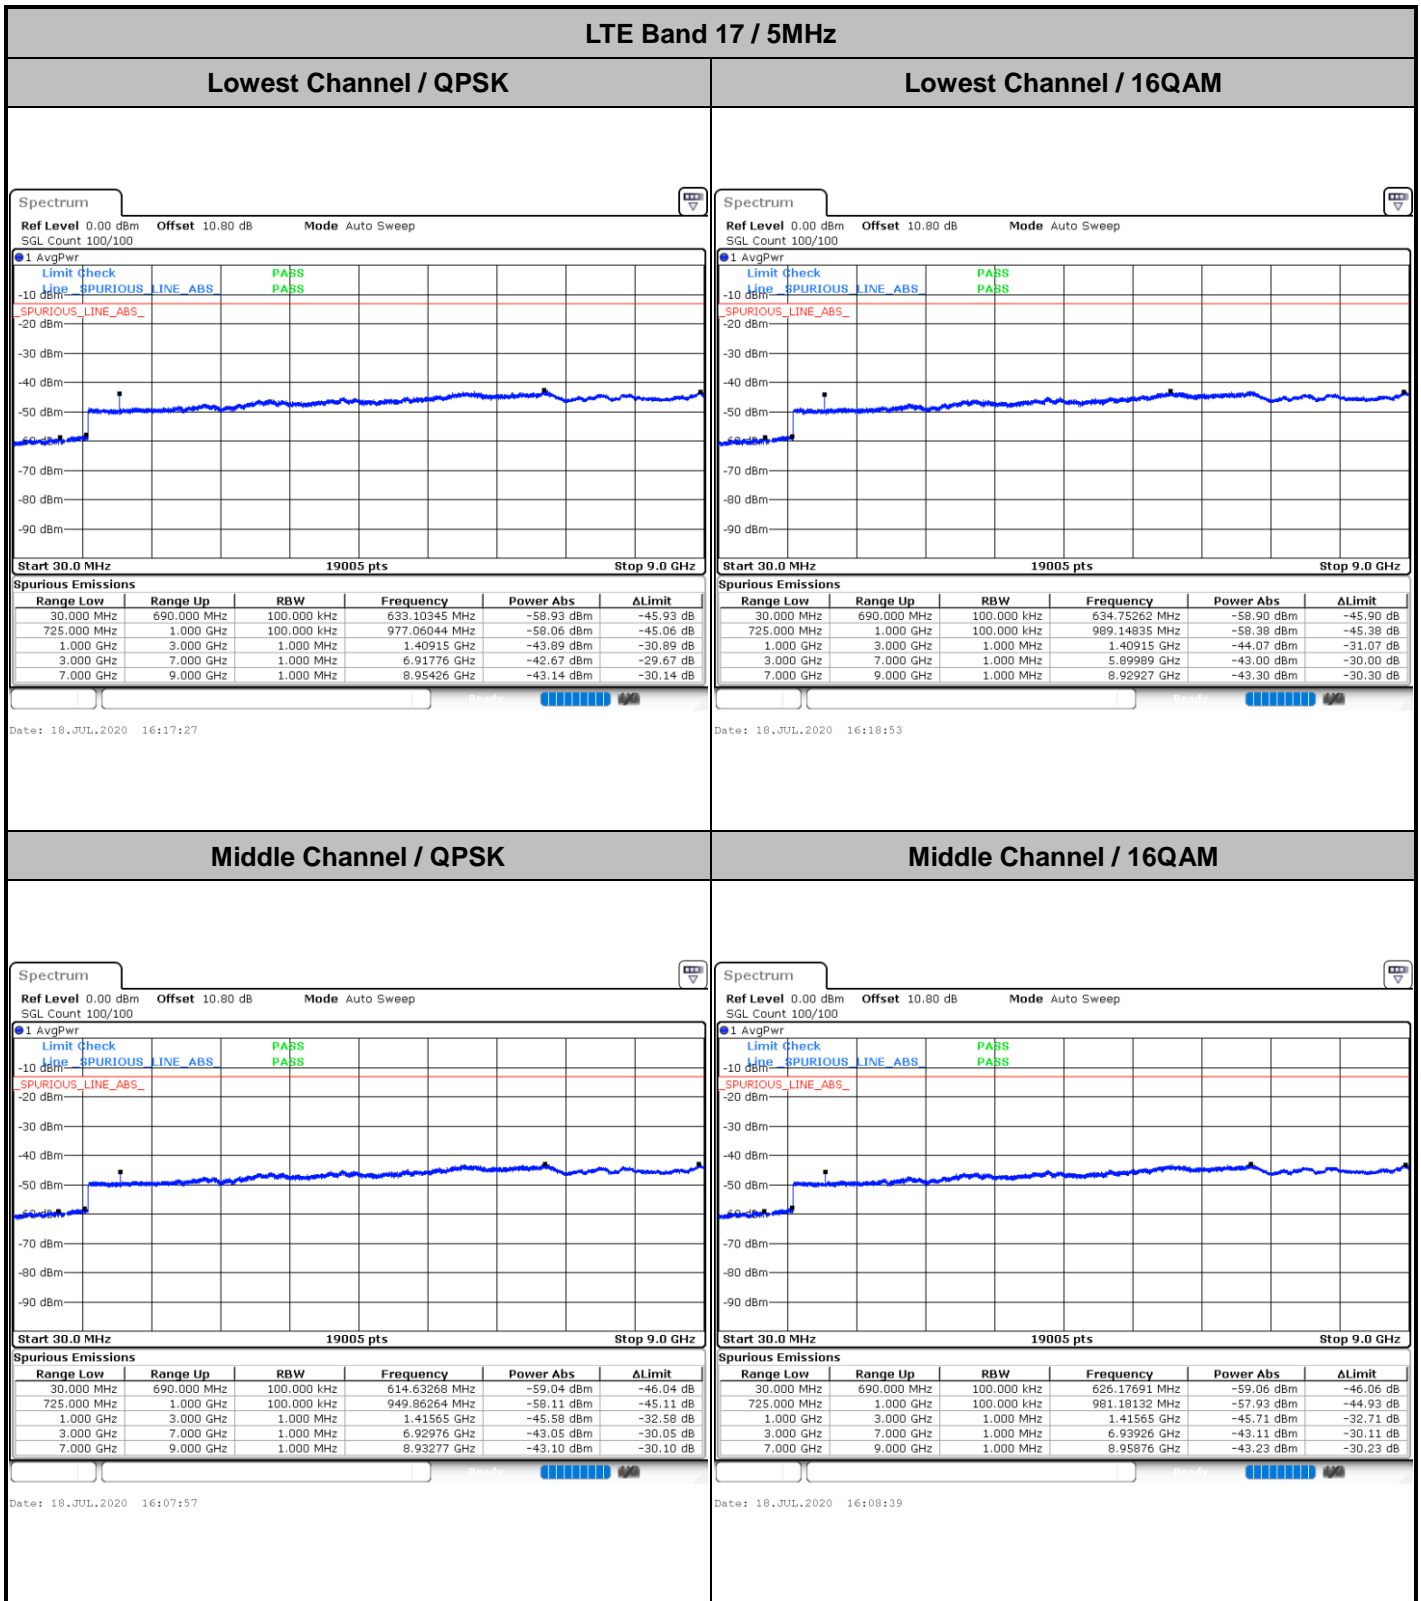 LTE Band 17 / 5MHz
Lowest Channel / QPSK
Lowest Channel / 16QAM
Spectrum
Ref Level 0.00 dBm Offset 10.80 dB Mode Auto Sweep
SGL Count 100/100
1 AvgPwr
Limit Check PASS
Line _SPURIOUS_LINE_ABS_ PASS
-10 dBm
_SPURIOUS_LINE_ABS_
-20 dBm
-30 dBm
-40 dBm
-50 dBm
-60 dBm
-70 dBm
-80 dBm
-90 dBm
Start 30.0 MHz 19005 pts Stop 9.0 GHz
Spurious Emissions
Range Low Range Up RBW Frequency Power Abs ΔLimit
30.000 MHz 690.000 MHz 100.000 kHz 633.10345 MHz -58.93 dBm -45.93 dB
725.000 MHz 1.000 GHz 100.000 kHz 977.06044 MHz -58.06 dBm -45.06 dB
1.000 GHz 3.000 GHz 1.000 MHz 1.40915 GHz -43.89 dBm -30.89 dB
3.000 GHz 7.000 GHz 1.000 MHz 6.91776 GHz -42.67 dBm -29.67 dB
7.000 GHz 9.000 GHz 1.000 MHz 8.95426 GHz -43.14 dBm -30.14 dB
Ready
Date: 18.JUL.2020 16:17:27
Spectrum
Ref Level 0.00 dBm Offset 10.80 dB Mode Auto Sweep
SGL Count 100/100
1 AvgPwr
Limit Check PASS
Line _SPURIOUS_LINE_ABS_ PASS
-10 dBm
_SPURIOUS_LINE_ABS_
-20 dBm
-30 dBm
-40 dBm
-50 dBm
-60 dBm
-70 dBm
-80 dBm
-90 dBm
Start 30.0 MHz 19005 pts Stop 9.0 GHz
Spurious Emissions
Range Low Range Up RBW Frequency Power Abs ΔLimit
30.000 MHz 690.000 MHz 100.000 kHz 634.75262 MHz -58.90 dBm -45.90 dB
725.000 MHz 1.000 GHz 100.000 kHz 989.14835 MHz -58.38 dBm -45.38 dB
1.000 GHz 3.000 GHz 1.000 MHz 1.40915 GHz -44.07 dBm -31.07 dB
3.000 GHz 7.000 GHz 1.000 MHz 5.89989 GHz -43.00 dBm -30.00 dB
7.000 GHz 9.000 GHz 1.000 MHz 8.92927 GHz -43.30 dBm -30.30 dB
Ready
Date: 18.JUL.2020 16:18:53
Middle Channel / QPSK
Middle Channel / 16QAM
Spectrum
Ref Level 0.00 dBm Offset 10.80 dB Mode Auto Sweep
SGL Count 100/100
1 AvgPwr
Limit Check PASS
Line _SPURIOUS_LINE_ABS_ PASS
-10 dBm
_SPURIOUS_LINE_ABS_
-20 dBm
-30 dBm
-40 dBm
-50 dBm
-60 dBm
-70 dBm
-80 dBm
-90 dBm
Start 30.0 MHz 19005 pts Stop 9.0 GHz
Spurious Emissions
Range Low Range Up RBW Frequency Power Abs ΔLimit
30.000 MHz 690.000 MHz 100.000 kHz 614.63268 MHz -59.04 dBm -46.04 dB
725.000 MHz 1.000 GHz 100.000 kHz 949.86264 MHz -58.11 dBm -45.11 dB
1.000 GHz 3.000 GHz 1.000 MHz 1.41565 GHz -45.58 dBm -32.58 dB
3.000 GHz 7.000 GHz 1.000 MHz 6.92976 GHz -43.05 dBm -30.05 dB
7.000 GHz 9.000 GHz 1.000 MHz 8.93277 GHz -43.10 dBm -30.10 dB
Ready
Date: 18.JUL.2020 16:07:57
Spectrum
Ref Level 0.00 dBm Offset 10.80 dB Mode Auto Sweep
SGL Count 100/100
1 AvgPwr
Limit Check PASS
Line _SPURIOUS_LINE_ABS_ PASS
-10 dBm
_SPURIOUS_LINE_ABS_
-20 dBm
-30 dBm
-40 dBm
-50 dBm
-60 dBm
-70 dBm
-80 dBm
-90 dBm
Start 30.0 MHz 19005 pts Stop 9.0 GHz
Spurious Emissions
Range Low Range Up RBW Frequency Power Abs ΔLimit
30.000 MHz 690.000 MHz 100.000 kHz 626.17691 MHz -59.06 dBm -46.06 dB
725.000 MHz 1.000 GHz 100.000 kHz 981.18132 MHz -57.93 dBm -44.93 dB
1.000 GHz 3.000 GHz 1.000 MHz 1.41565 GHz -45.71 dBm -32.71 dB
3.000 GHz 7.000 GHz 1.000 MHz 6.93926 GHz -43.11 dBm -30.11 dB
7.000 GHz 9.000 GHz 1.000 MHz 8.95876 GHz -43.23 dBm -30.23 dB
Ready
Date: 18.JUL.2020 16:08:39